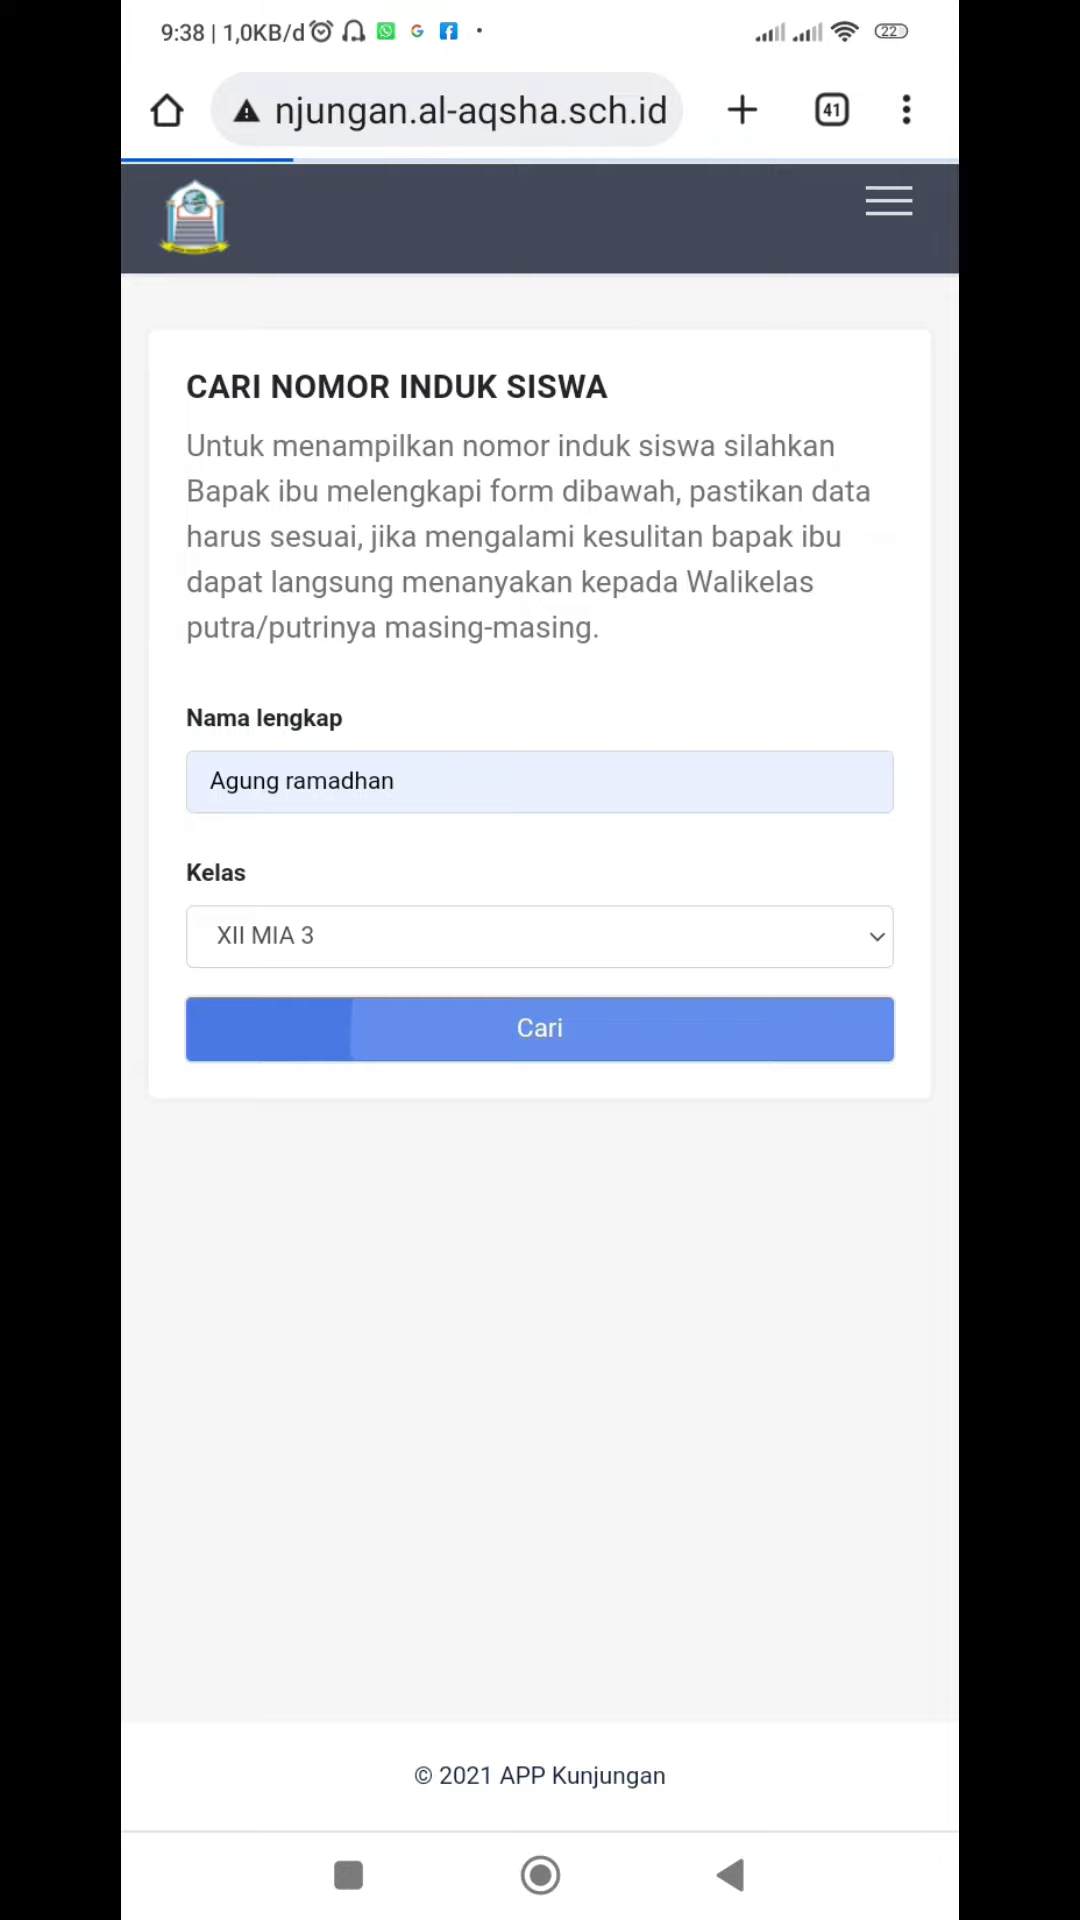 9:38 | 1,0KB/d
22
njungan.al-aqsha.sch.id
41
CARI NOMOR INDUK SISWA
Untuk menampilkan nomor induk siswa silahkan
Bapak ibu melengkapi form dibawah, pastikan data
harus sesuai, jika mengalami kesulitan bapak ibu
dapat langsung menanyakan kepada Walikelas
putra/putrinya masing-masing.
Nama lengkap
Agung ramadhan
Kelas
XII MIA 3
Cari
© 2021 APP Kunjungan